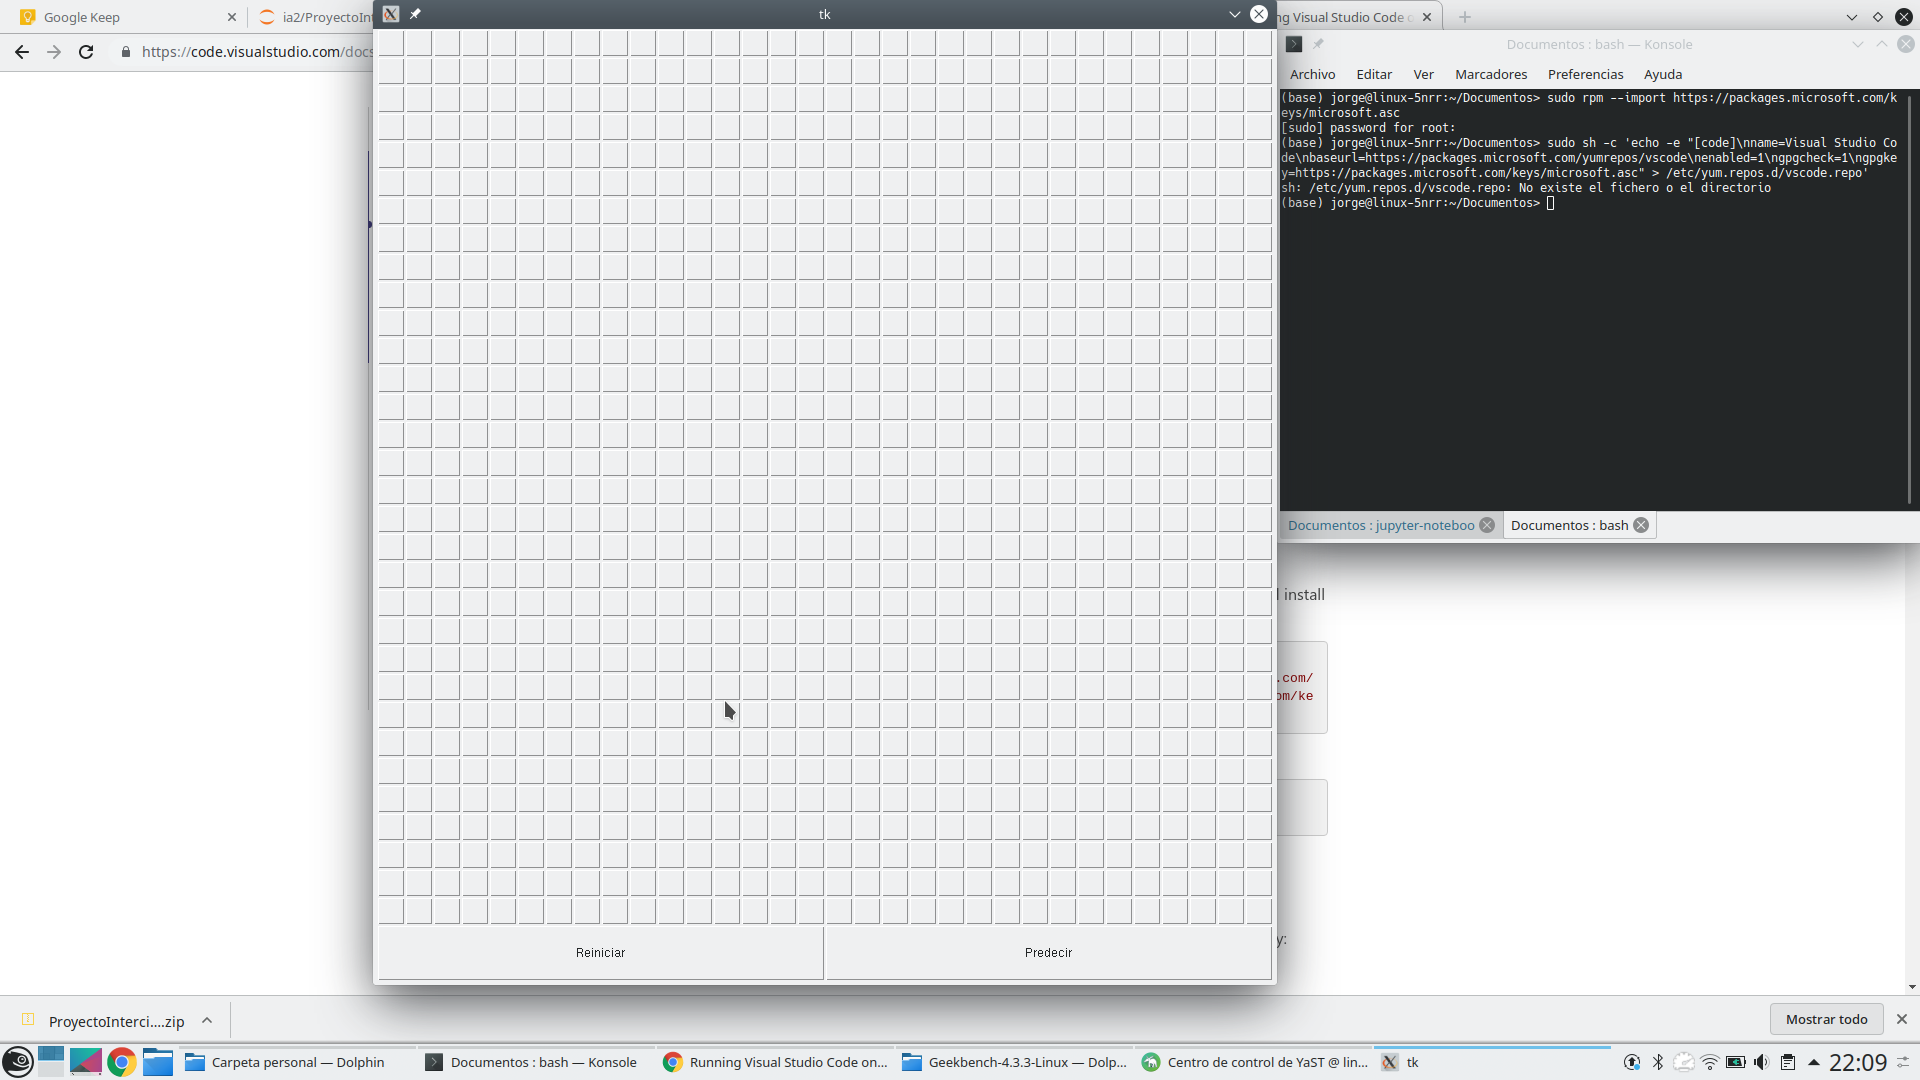 Google Keep
ia2/ProyectoInt
tk
ng Visual Studio Code o
https://code.visualstudio.com/docs
Documentos : bash — Konsole
Archivo Editar Ver Marcadores Preferencias Ayuda
(base) jorge@linux-5nrr:~/Documentos> sudo rpm --import https://packages.microsoft.com/k
eys/microsoft.asc
[sudo] password for root:
(base) jorge@linux-5nrr:~/Documentos> sudo sh -c 'echo -e "[code]\nname=Visual Studio Co
de\nbaseurl=https://packages.microsoft.com/yumrepos/vscode\nenabled=1\ngpgcheck=1\ngpgke
y=https://packages.microsoft.com/keys/microsoft.asc" > /etc/yum.repos.d/vscode.repo'
sh: /etc/yum.repos.d/vscode.repo: No existe el fichero o el directorio
(base) jorge@linux-5nrr:~/Documentos>
Documentos : jupyter-noteboo
Documentos : bash
l install
.com/
om/ke
y:
Reiniciar
Predecir
ProyectoInterci....zip
Mostrar todo
Carpeta personal — Dolphin
Documentos : bash — Konsole
Running Visual Studio Code on...
Geekbench-4.3.3-Linux — Dolp...
Centro de control de YaST @ lin...
tk
22:09